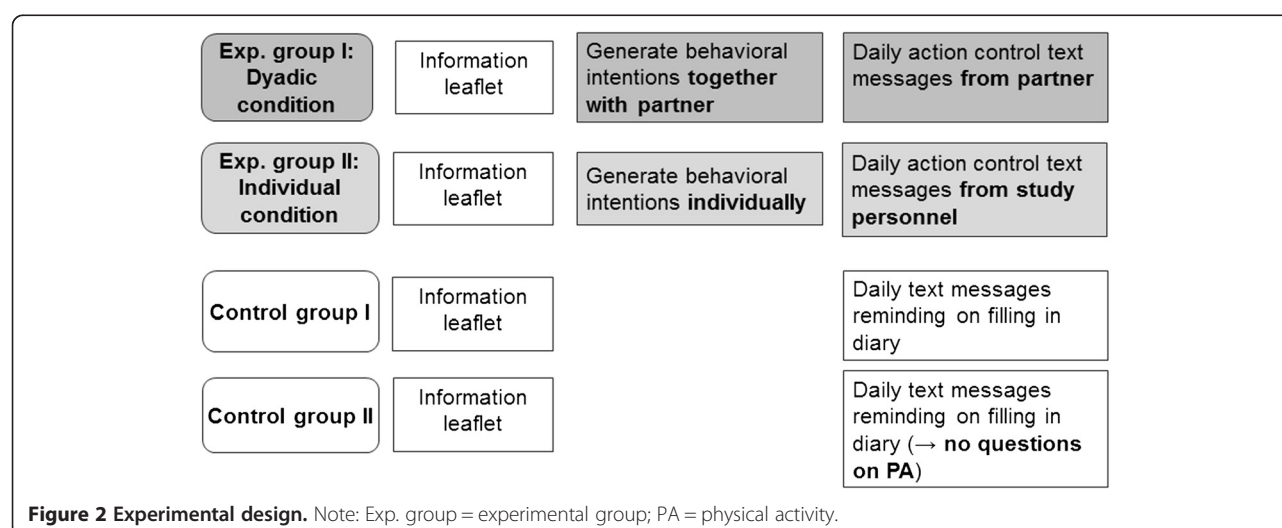 Exp. group I:
Dyadic
condition
Information
leaflet
Generate behavioral
intentions together
with partner
Daily action control text
messages from partner
Exp. group II:
Individual
condition
Information
leaflet
Generate behavioral
intentions individually
Daily action control text
messages from study
personnel
Control group I
Information
leaflet
Daily text messages
reminding on filling in
diary
Control group II
Information
leaflet
Daily text messages
reminding on filling in
diary (→ no questions
on PA)
Figure 2 Experimental design. Note: Exp. group = experimental group; PA = physical activity.